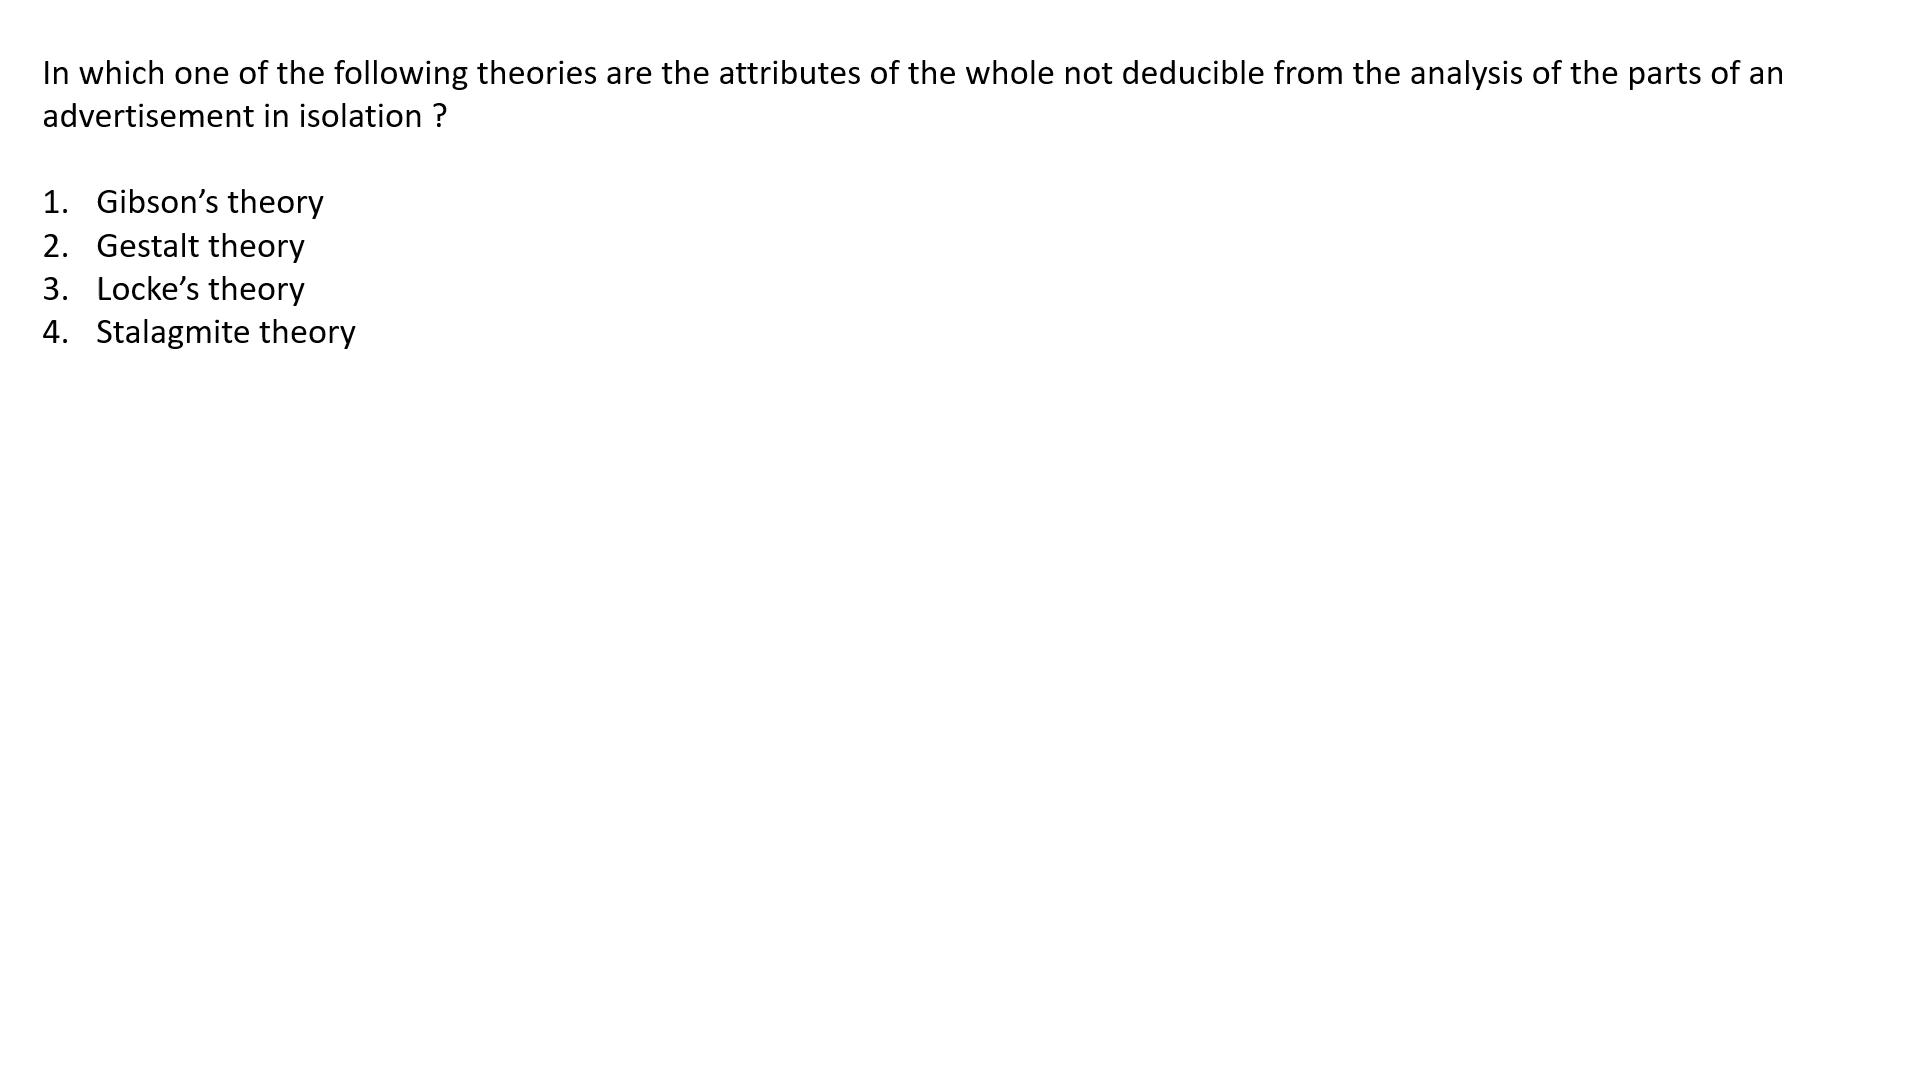 In which one of the following theories are the attributes of the whole not deducible from the analysis of the parts of an
advertisement in isolation ?
1. Gibson’s theory
2. Gestalt theory
3. Locke’s theory
4. Stalagmite theory